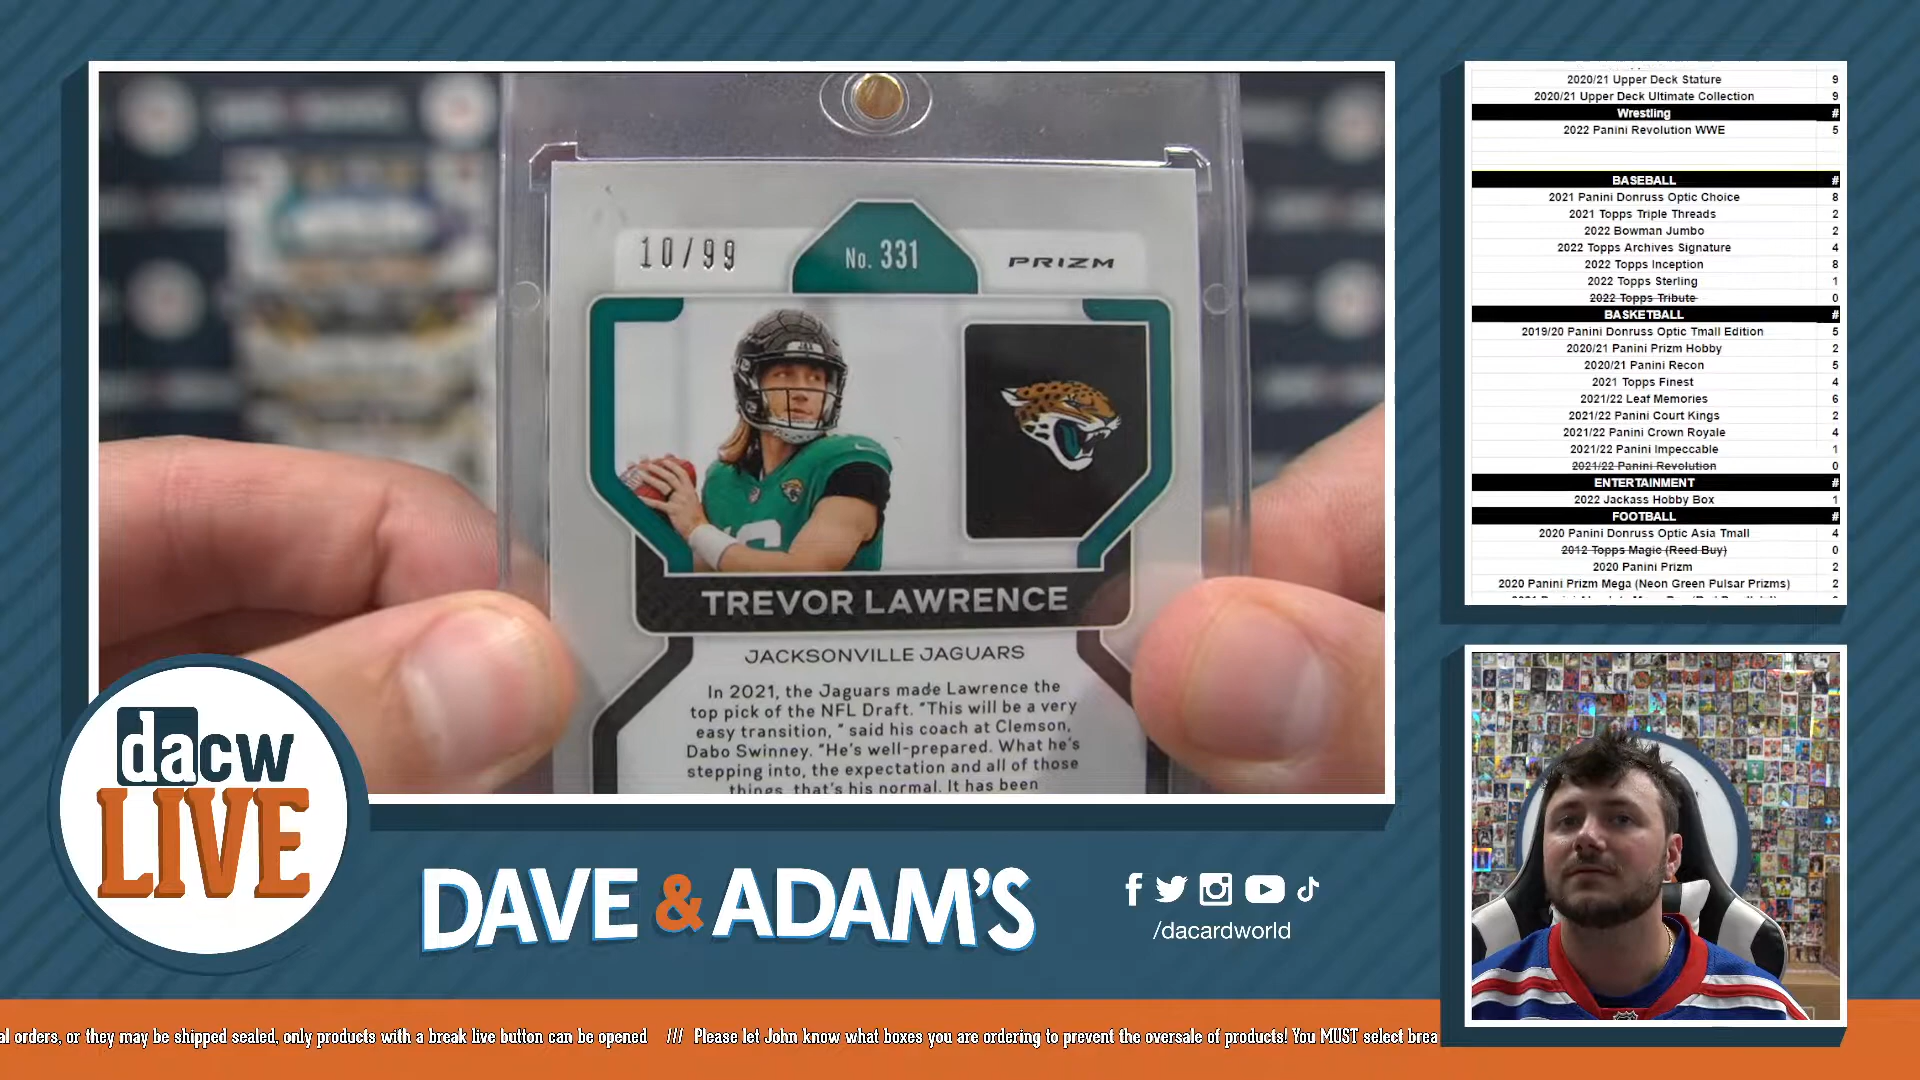 10/99
No. 331
PRIZM
TREVOR LAWRENCE
JACKSONVILLE JAGUARS
In 2021, the Jaguars made Lawrence the
top pick of the NFL Draft. "This will be a very
easy transition, " said his coach at Clemson,
Dabo Swinney. "He's well-prepared. What he's
stepping into, the expectation and all of those
things, that's his normal. It has been
dacw
LIVE
DAVE & ADAM'S
/dacardworld
2020/21 Upper Deck Stature 9
2020/21 Upper Deck Ultimate Collection 9
Wrestling #
2022 Panini Revolution WWE 5
BASEBALL #
2021 Panini Donruss Optic Choice 8
2021 Topps Triple Threads 2
2022 Bowman Jumbo 2
2022 Topps Archives Signature 4
2022 Topps Inception 8
2022 Topps Sterling 1
2022 Topps Tribute 0
BASKETBALL #
2019/20 Panini Donruss Optic Tmall Edition 5
2020/21 Panini Prizm Hobby 2
2020/21 Panini Recon 5
2021 Topps Finest 4
2021/22 Leaf Memories 6
2021/22 Panini Court Kings 2
2021/22 Panini Crown Royale 4
2021/22 Panini Impeccable 1
2021/22 Panini Revolution 0
ENTERTAINMENT #
2022 Jackass Hobby Box 1
FOOTBALL #
2020 Panini Donruss Optic Asia Tmall 4
2012 Topps Magic (Reed Buy) 0
2020 Panini Prizm 2
2020 Panini Prizm Mega (Neon Green Pulsar Prizms) 2
al orders, or they may be shipped sealed, only products with a break live button can be opened /// Please let John know what boxes you are ordering to prevent the oversale of products! You MUST select brea